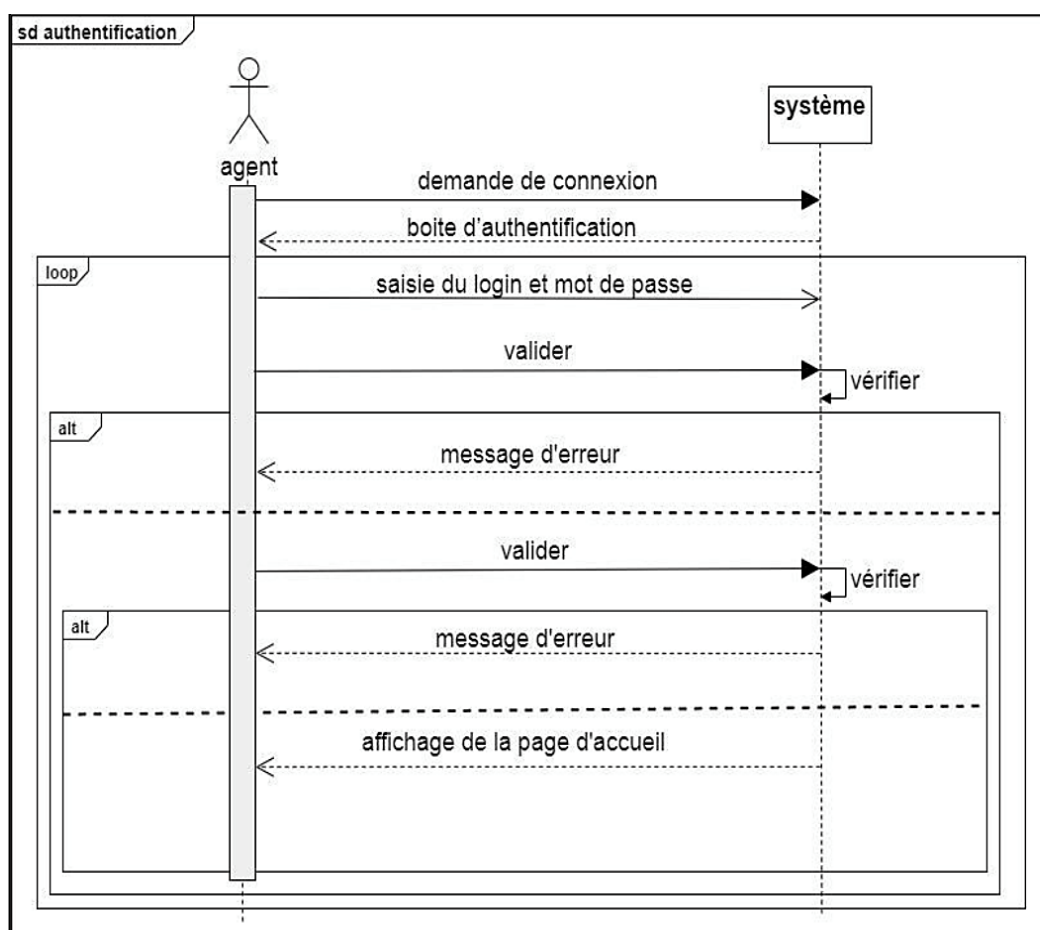 sd authentification
système
agent
demande de connexion
boite d'authentification
loop
saisie du login et mot de passe
valider
vérifier
alt
message d'erreur
valider
vérifier
alt
message d'erreur
affichage de la page d'accueil